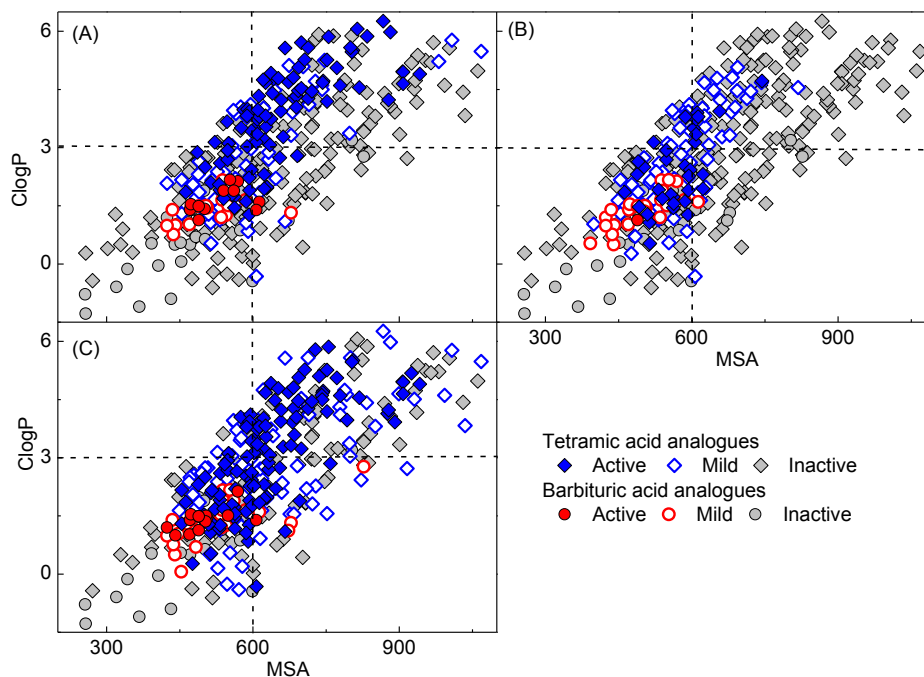 (A)
(B)
6
3
0
ClogP
300
600
900
MSA
(C)
6
3
0
ClogP
300
600
900
MSA
Tetramic acid analogues
Active Mild Inactive
Barbituric acid analogues
Active Mild Inactive